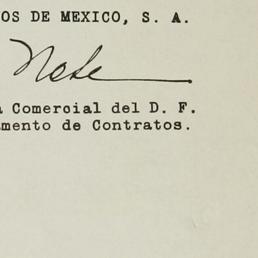 OS DE MEXICO, S. A.
Comercial del D. F.
mento de Contratos.